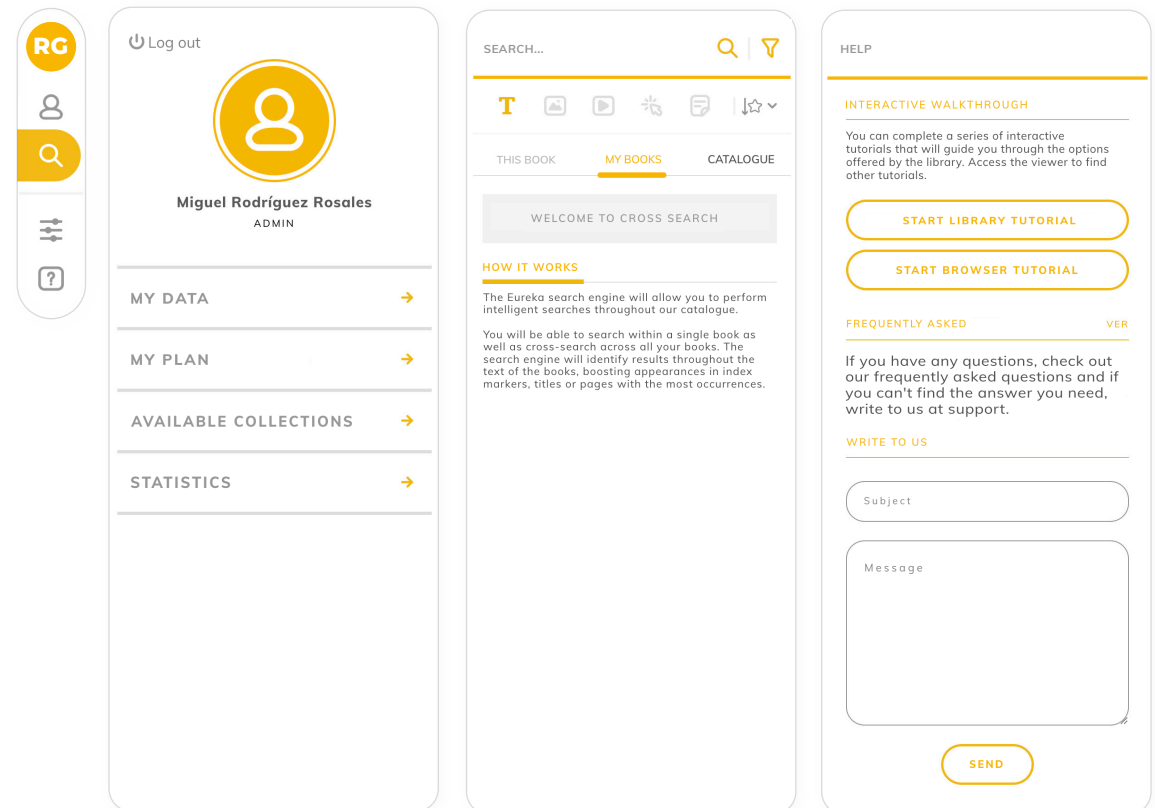 RG
?
Log out
Miguel Rodríguez Rosales
ADMIN
MY DATA
MY PLAN
AVAILABLE COLLECTIONS
STATISTICS
SEARCH...
T
THIS BOOK
MY BOOKS
CATALOGUE
WELCOME TO CROSS SEARCH
HOW IT WORKS
The Eureka search engine will allow you to perform
intelligent searches throughout our catalogue.
You will be able to search within a single book as
well as cross-search across all your books. The
search engine will identify results throughout the
text of the books, boosting appearances in index
markers, titles or pages with the most occurrences.
HELP
INTERACTIVE WALKTHROUGH
You can complete a series of interactive
tutorials that will guide you through the options
offered by the library. Access the viewer to find
other tutorials.
START LIBRARY TUTORIAL
START BROWSER TUTORIAL
FREQUENTLY ASKED
VER
If you have any questions, check out
our frequently asked questions and if
you can't find the answer you need,
write to us at support.
WRITE TO US
Subject
Message
SEND